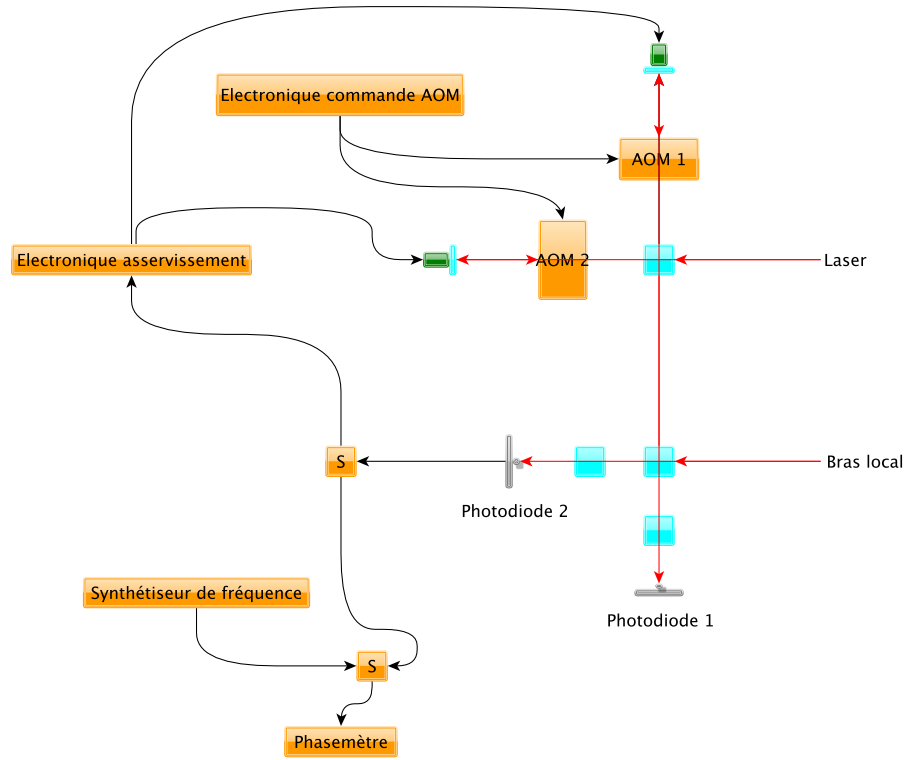 Electronique commande AOM
AOM 1
Electronique asservissement
AOM 2
Laser
S
Bras local
Photodiode 2
Synthétiseur de fréquence
Photodiode 1
S
Phasemètre